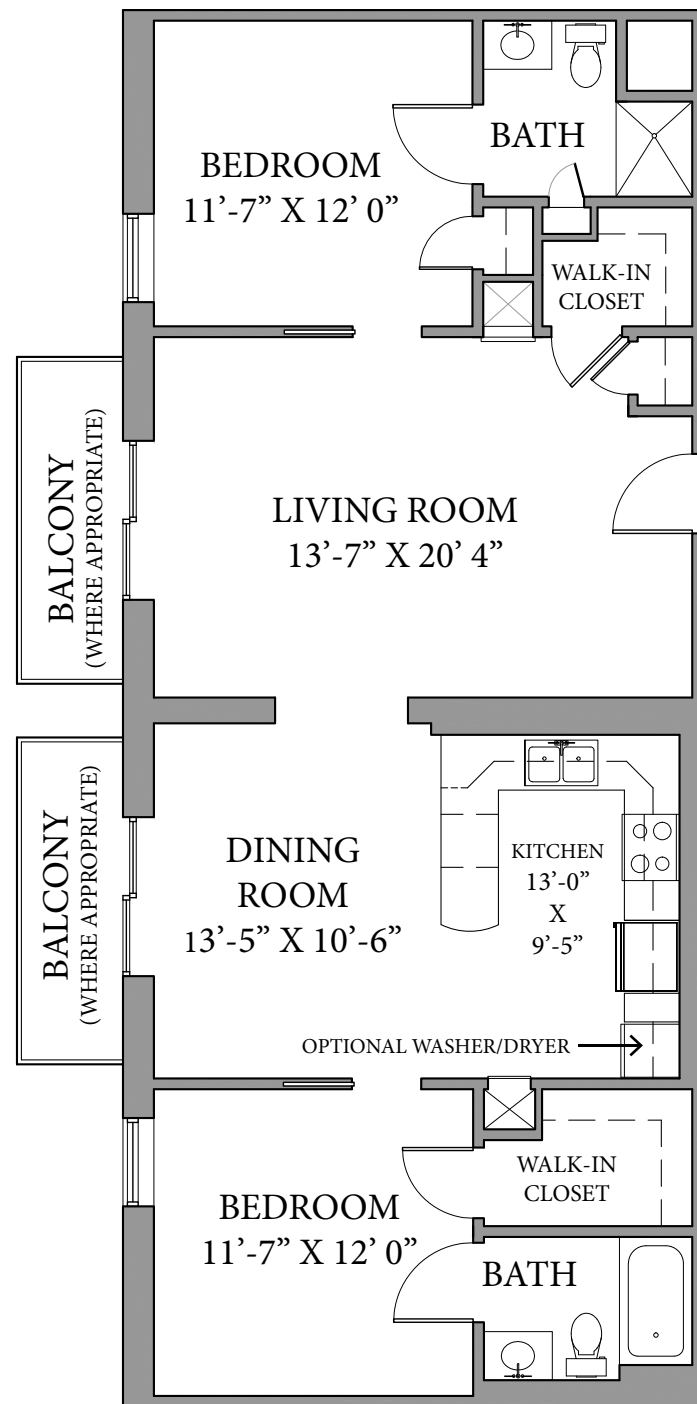 BATH
BEDROOM
11’-7” X 12’ 0”
WALK-IN
CLOSET
BALCONY
(WHERE APPROPRIATE)
LIVING ROOM
13’-7” X 20’ 4”
BALCONY
(WHERE APPROPRIATE)
DINING
ROOM
13’-5” X 10’-6”
KITCHEN
13’-0”
X
9’-5”
OPTIONAL WASHER/DRYER
WALK-IN
CLOSET
BEDROOM
11’-7” X 12’ 0”
BATH